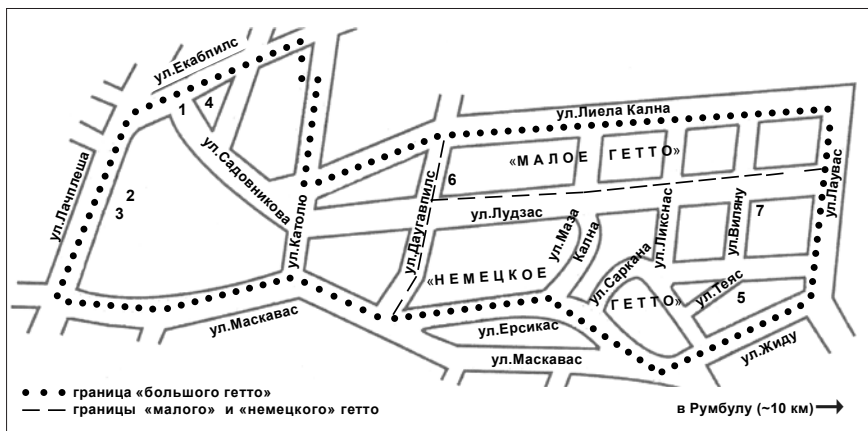 ул.Екабпилс
1
4
ул.Лиела Кална
ул.Садовникова
«МАЛОЕ ГЕТТО»
ул.Лачплеша
2
3
6
ул.Католю
ул.Даугавпилс
ул.Лудзас
ул.Маза
Кална
ул.Ликснас
ул.Виляну
7
ул.Лаувас
«НЕМЕЦКОЕ
ул.Саркана
ГЕТТО»
ул.Теяс
5
ул.Маскавас
ул.Ерсикас
ул.Маскавас
ул.Жиду
граница «большого гетто»
границы «малого» и «немецкого» гетто
в Румбулу (~10 км)